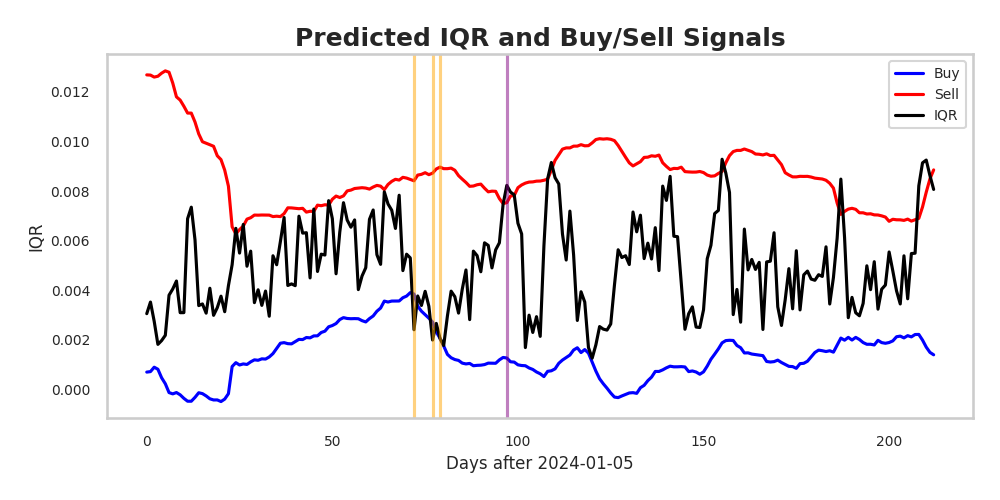 Predicted IQR and Buy/Sell Signals
Buy
Sell
IQR
0.012
0.010
0.008
0.006
0.004
0.002
0.000
IQR
0
50
100
150
200
Days after 2024-01-05